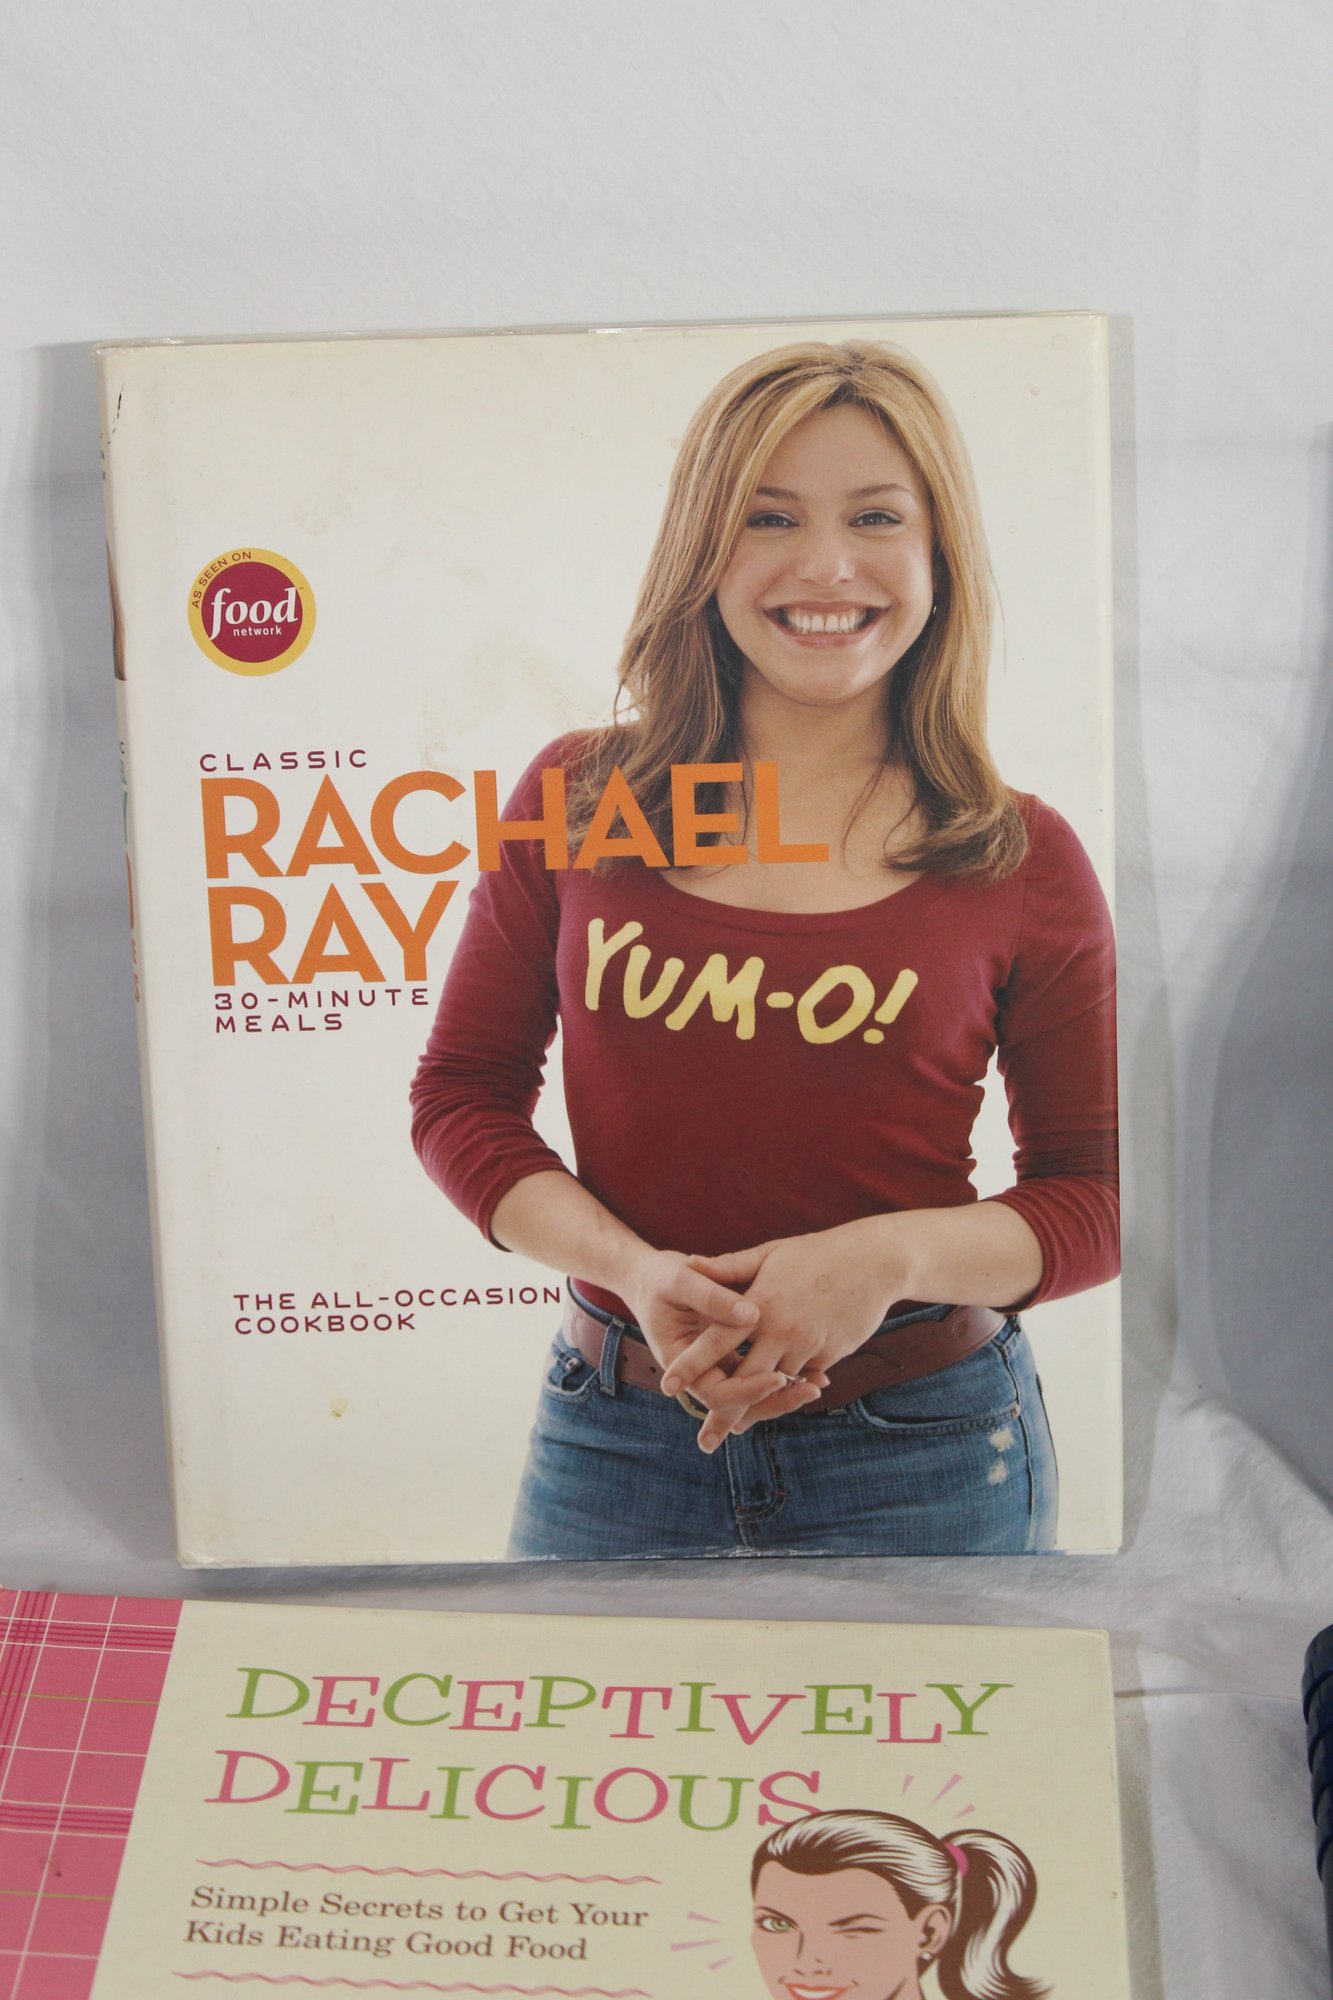 AS SEEN ON
food
network
CLASSIC
RACHAEL
RAY
30-MINUTE
MEALS
YUM-O!
THE ALL-OCCASION
COOKBOOK
DECEPTIVELY
DELICIOUS
Simple Secrets to Get Your
Kids Eating Good Food